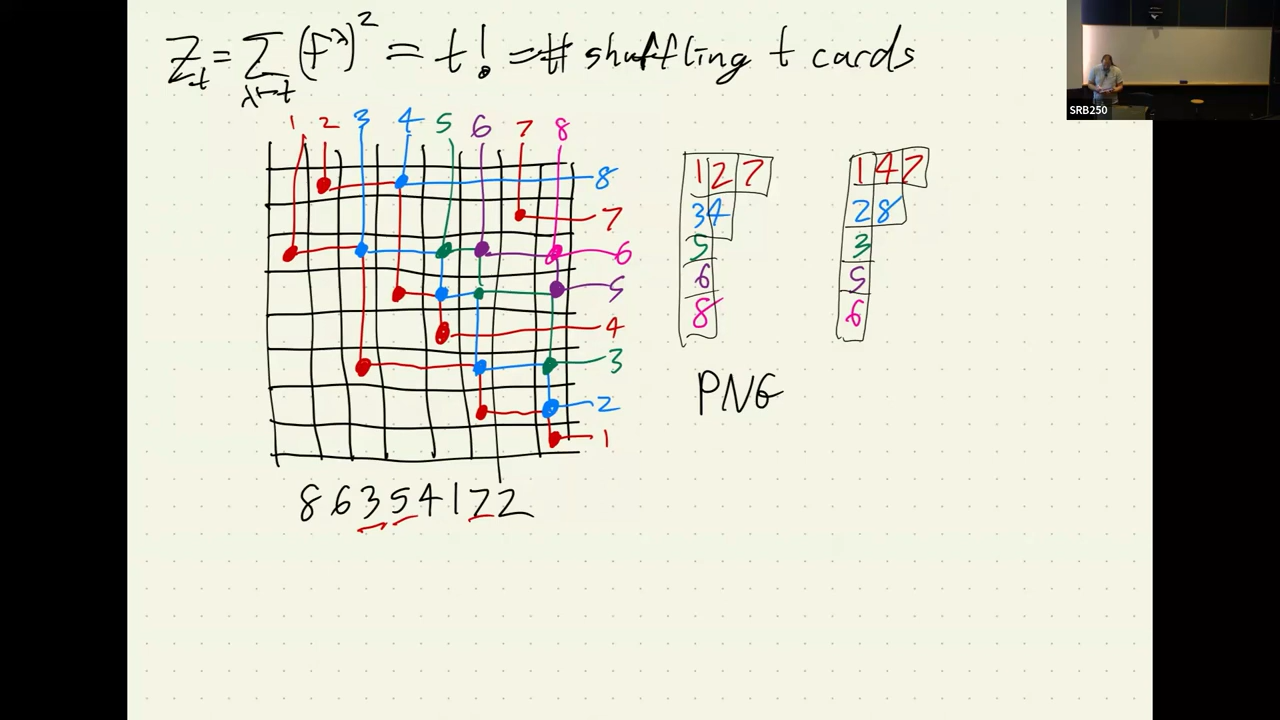 Z_t = Σ_{λ⊢t} (f^λ)^2 = t! = # shuffling t cards
SRB250
1 2 3 4 5 6 7 8
8
7
6
5
4
3
2
1
1 2 7
3 4
5
6
8
1 4 7
2 8
3
5
6
PNG
8 6 3 5 4 1 7 2